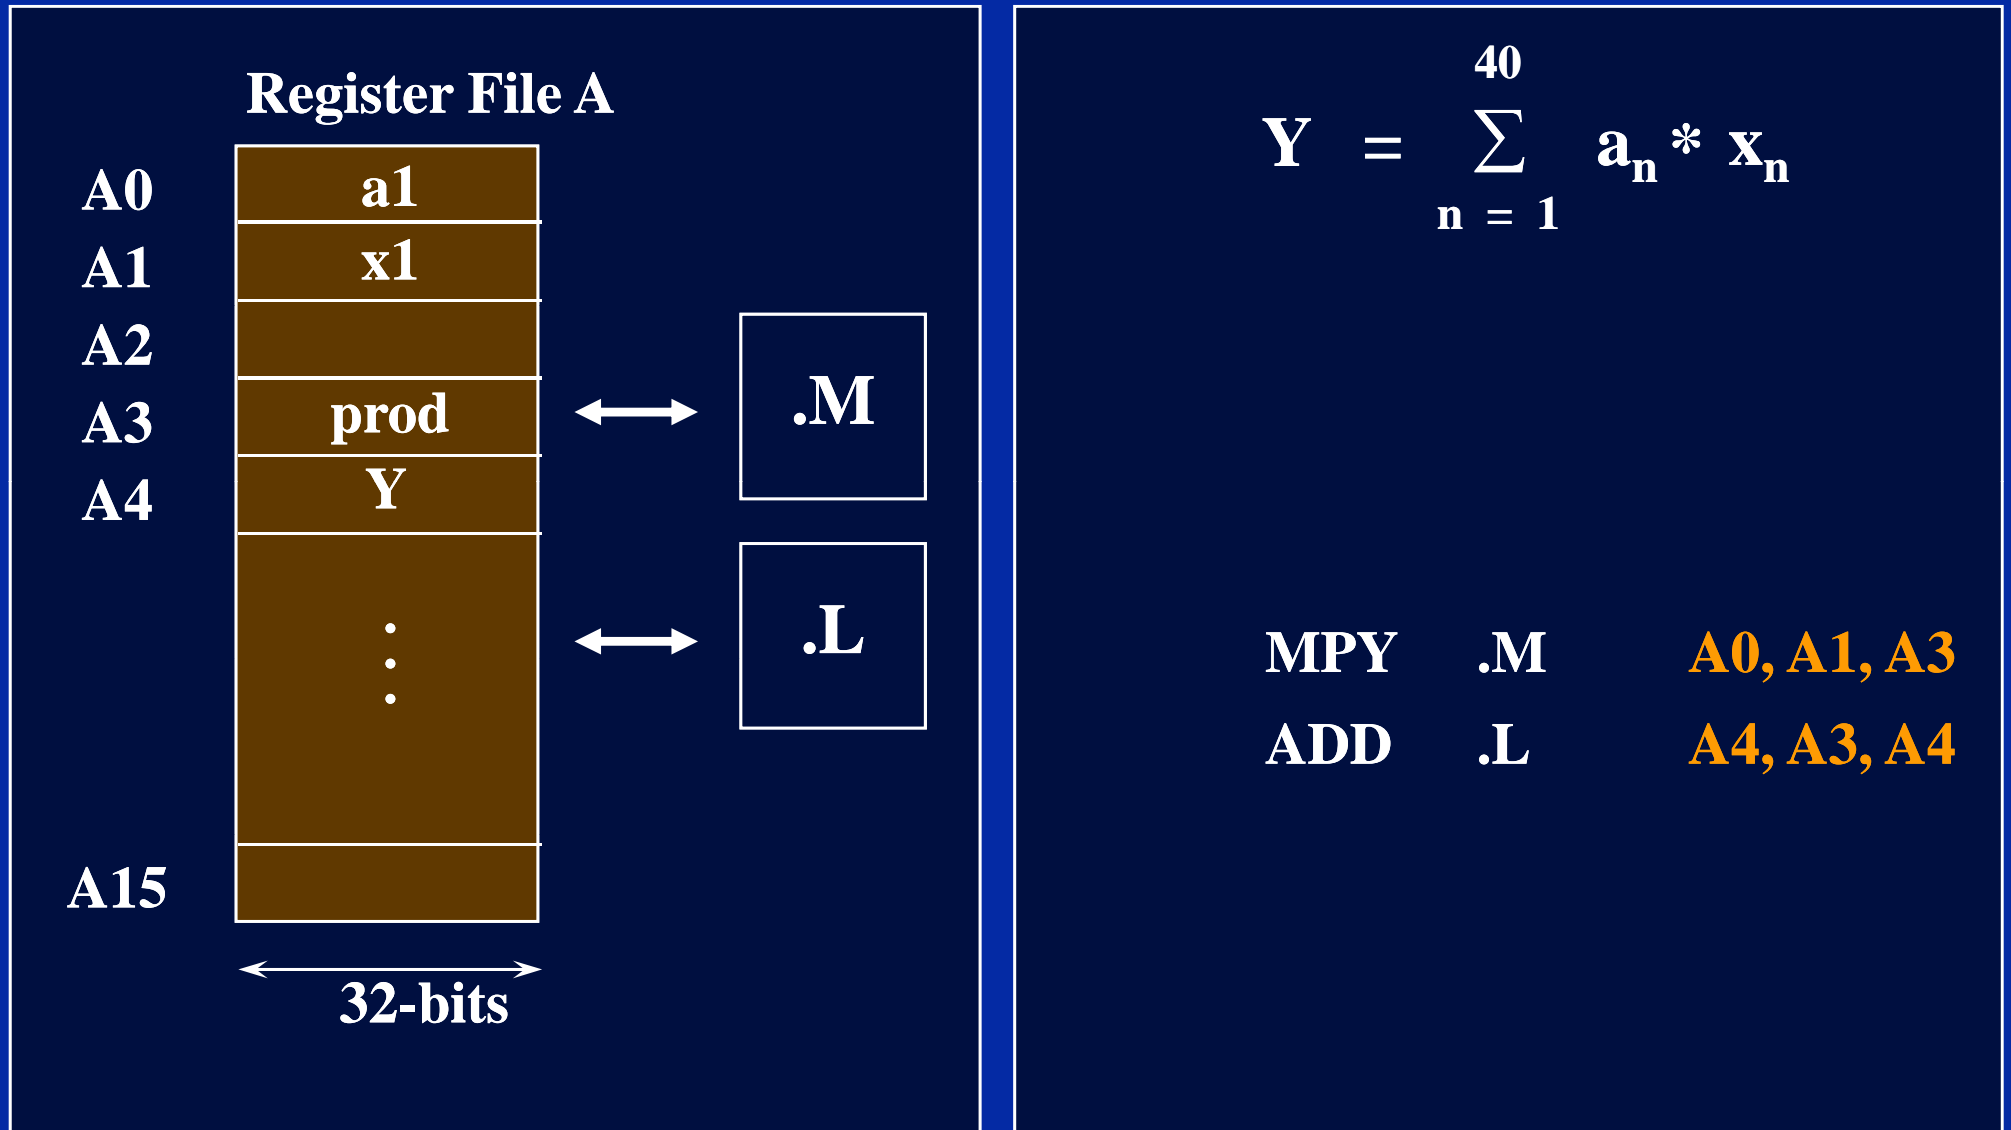 Register File A
A0 a1
A1 x1
A2
A3 prod
A4 Y
.M
.L
:
A15
32-bits
40
Y = ∑ an * xn
n = 1
MPY .M A0, A1, A3
ADD .L A4, A3, A4